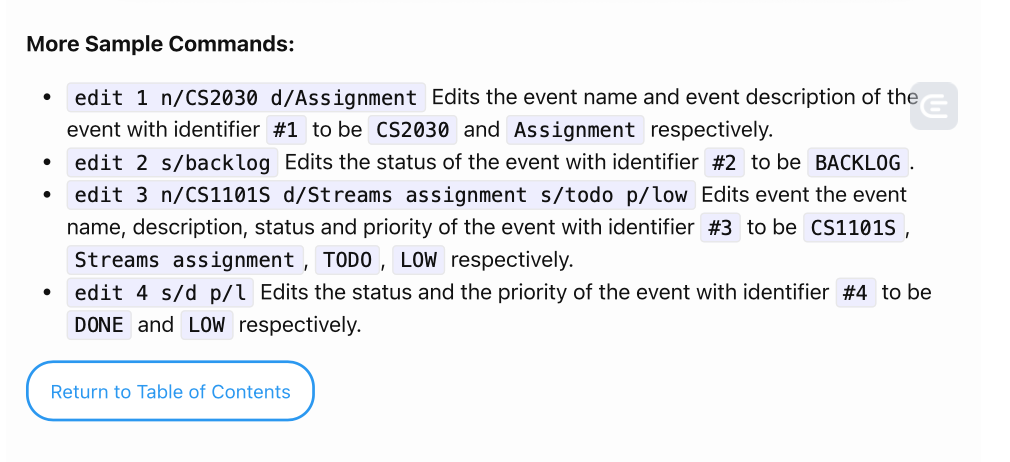 More Sample Commands:
• edit 1 n/CS2030 d/Assignment Edits the event name and event description of the
event with identifier #1 to be CS2030 and Assignment respectively.
• edit 2 s/backlog Edits the status of the event with identifier #2 to be BACKLOG.
• edit 3 n/CS1101S d/Streams assignment s/todo p/low Edits event the event
name, description, status and priority of the event with identifier #3 to be CS1101S,
Streams assignment, TODO, LOW respectively.
• edit 4 s/d p/l Edits the status and the priority of the event with identifier #4 to be
DONE and LOW respectively.
Return to Table of Contents